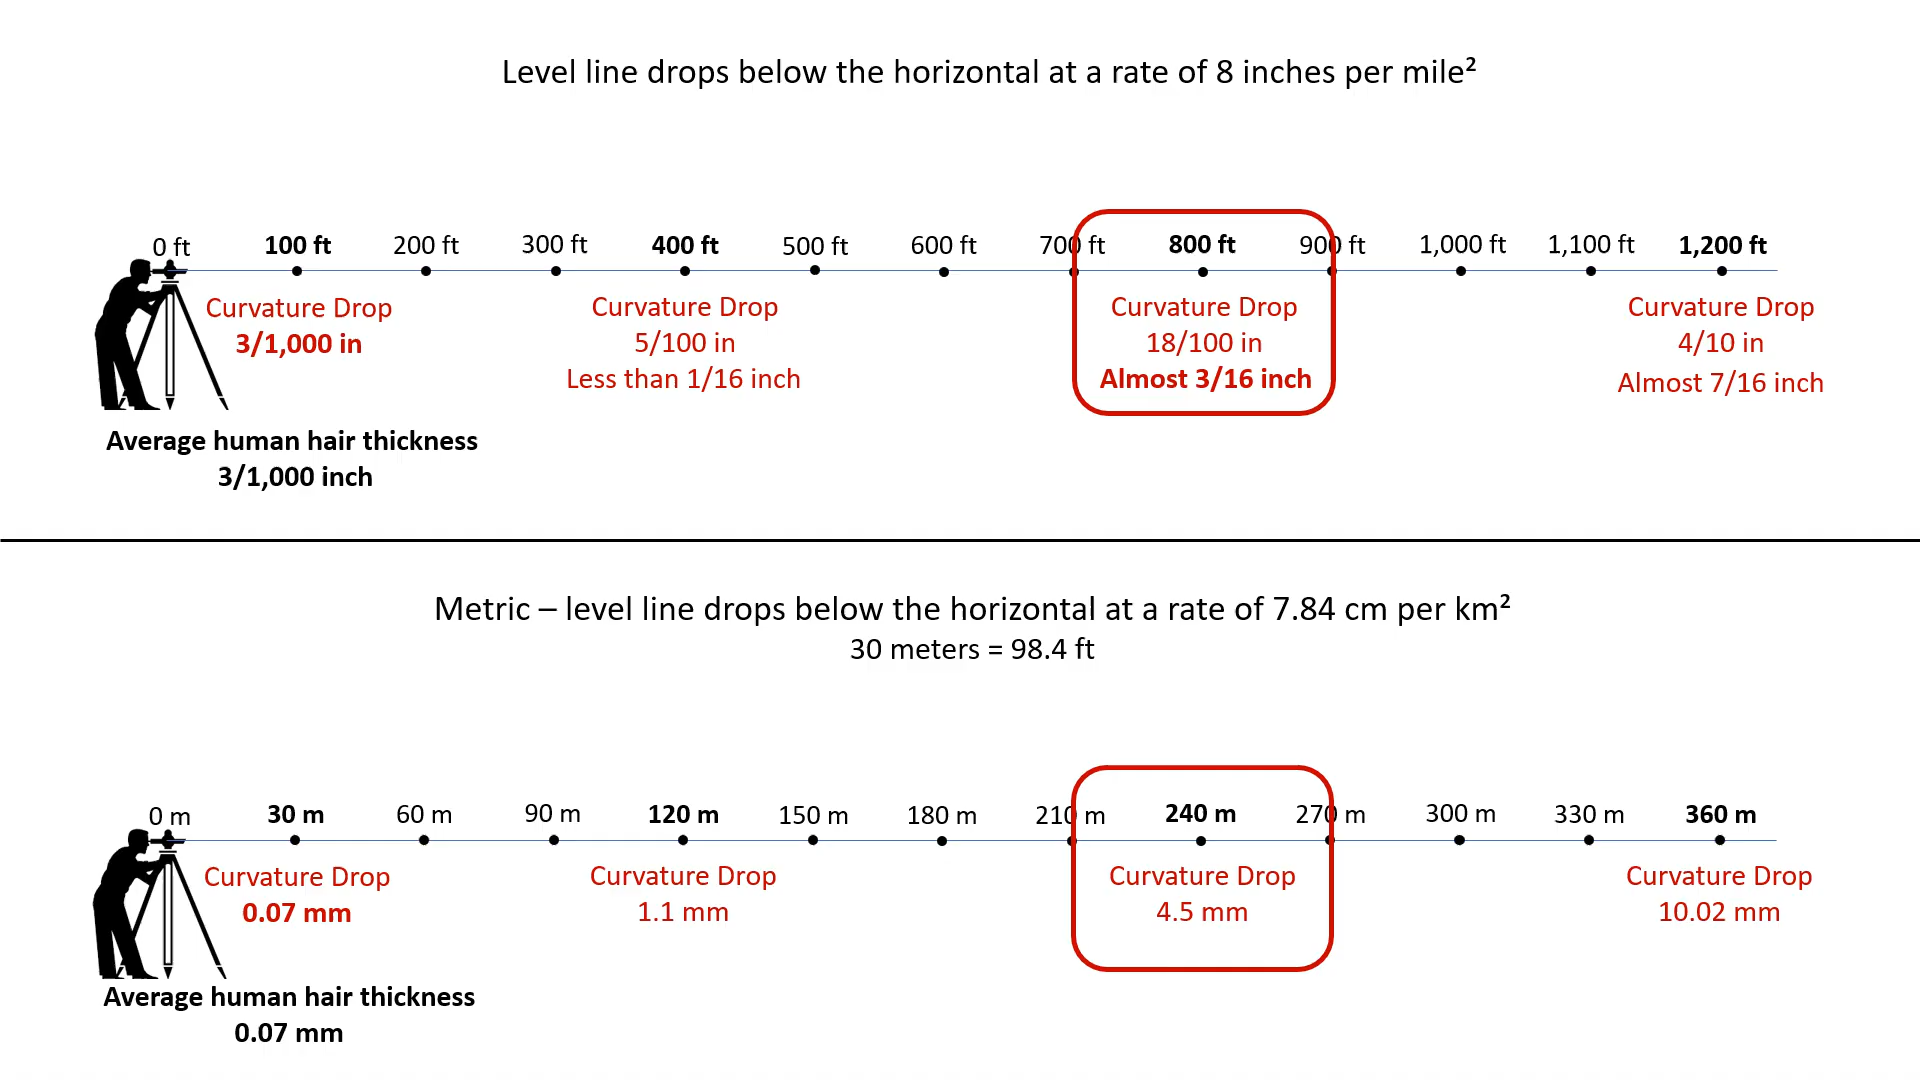 Level line drops below the horizontal at a rate of 8 inches per mile²
0 ft 100 ft 200 ft 300 ft 400 ft 500 ft 600 ft 700 ft 800 ft 900 ft 1,000 ft 1,100 ft 1,200 ft
Curvature Drop
3/1,000 in
Curvature Drop
5/100 in
Less than 1/16 inch
Curvature Drop
18/100 in
Almost 3/16 inch
Curvature Drop
4/10 in
Almost 7/16 inch
Average human hair thickness
3/1,000 inch
Metric – level line drops below the horizontal at a rate of 7.84 cm per km²
30 meters = 98.4 ft
0 m 30 m 60 m 90 m 120 m 150 m 180 m 210 m 240 m 270 m 300 m 330 m 360 m
Curvature Drop
0.07 mm
Curvature Drop
1.1 mm
Curvature Drop
4.5 mm
Curvature Drop
10.02 mm
Average human hair thickness
0.07 mm